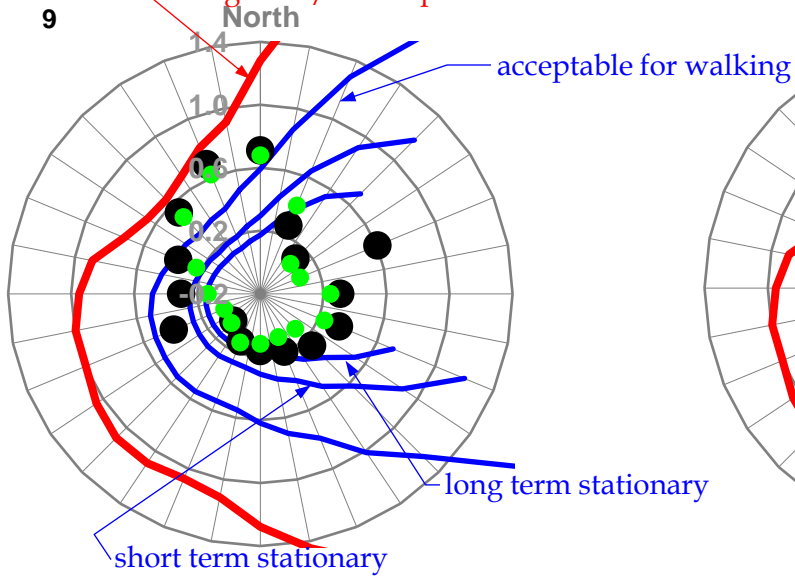 9
North
1.4
acceptable for walking
1.0
0.6
0.2
-0.2
long term stationary
short term stationary